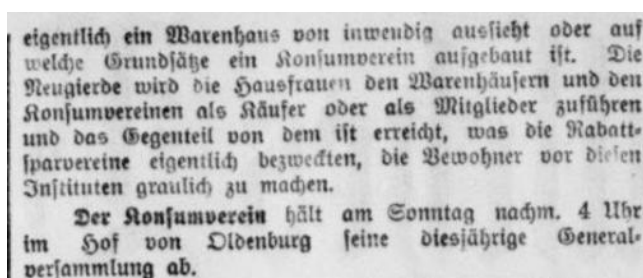 eigentlich ein Warenhaus von inwendig aussieht oder auf
welche Grundsätze ein Konsumverein aufgebaut ist. Die
Neugierde wird die Hausfrauen den Warenhäusern und den
Konsumvereinen als Käufer oder als Mitglieder zuführen
und das Gegenteil von dem ist erreicht, was die Rabatt-
sparvereine eigentlich bezweckten, die Bewohner vor diesen
Instituten graulich zu machen.
Der Konsumverein hält am Sonntag nachm. 4 Uhr
im Hof von Oldenburg seine diesjährige General-
versammlung ab.